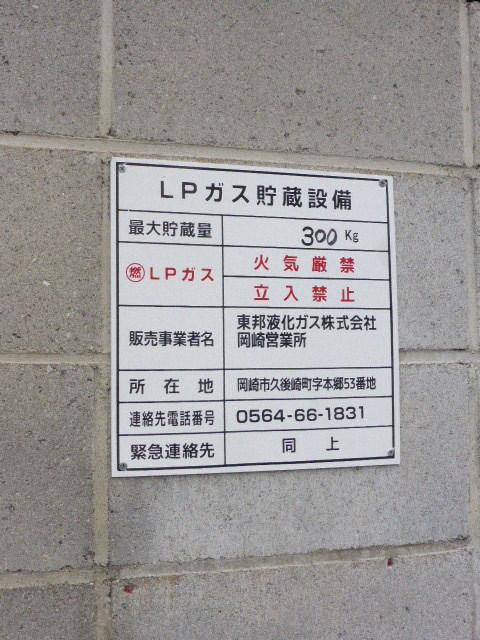 LPガス貯蔵設備
最大貯蔵量 300 Kg
燃 LPガス 火気厳禁
立入禁止
販売事業者名 東邦液化ガス株式会社
岡崎営業所
所在地 岡崎市久後崎町字本郷53番地
連絡先電話番号 0564-66-1831
緊急連絡先 同上